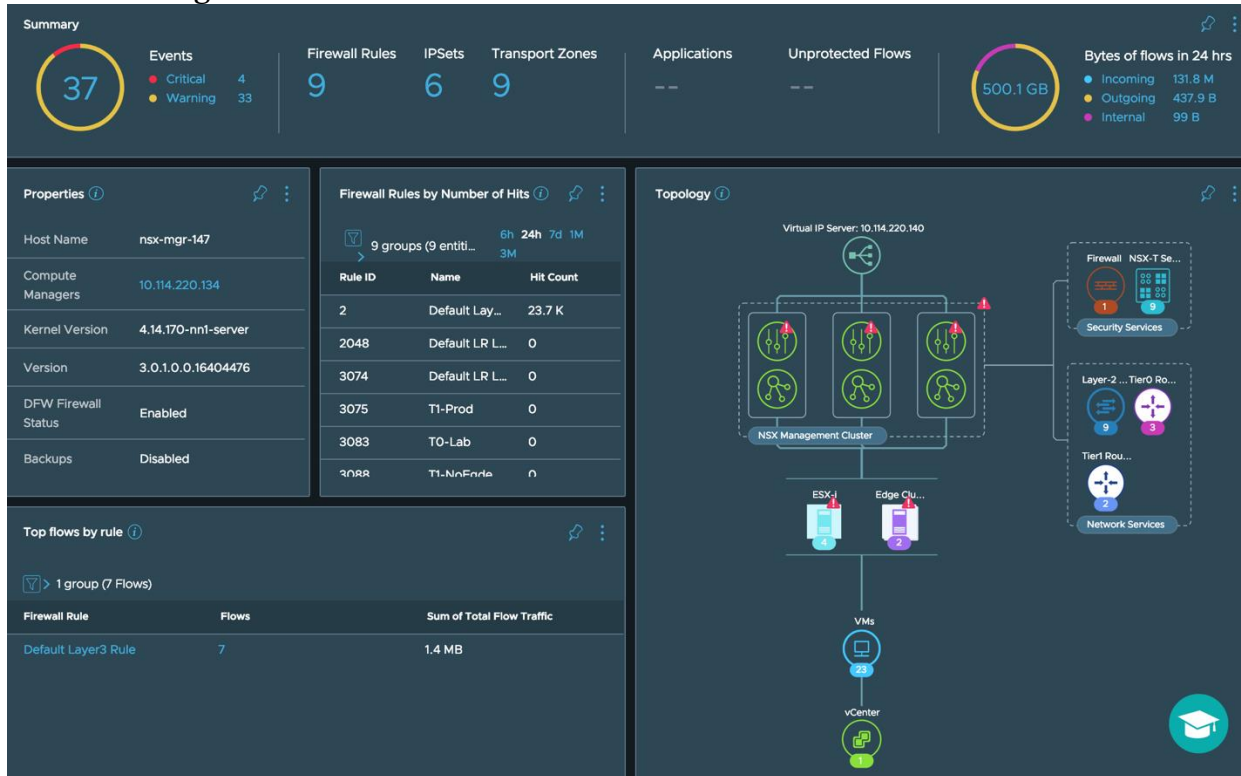 Summary
37
Events
Critical 4
Warning 33
Firewall Rules
9
IPSets
6
Transport Zones
9
Applications
--
Unprotected Flows
--
500.1 GB
Bytes of flows in 24 hrs
Incoming 131.8 M
Outgoing 437.9 B
Internal 99 B
Properties
Host Name nsx-mgr-147
Compute Managers 10.114.220.134
Kernel Version 4.14.170-nn1-server
Version 3.0.1.0.0.16404476
DFW Firewall Status Enabled
Backups Disabled
Firewall Rules by Number of Hits
9 groups (9 entiti... 6h 24h 7d 1M 3M
Rule ID Name Hit Count
2 Default Lay... 23.7 K
2048 Default LR L... 0
3074 Default LR L... 0
3075 T1-Prod 0
3083 T0-Lab 0
3088 T1-NoEgde 0
Top flows by rule
1 group (7 Flows)
Firewall Rule Flows Sum of Total Flow Traffic
Default Layer3 Rule 7 1.4 MB
Topology
Virtual IP Server: 10.114.220.140
NSX Management Cluster
Firewall NSX-T Se...
1 9
Security Services
Layer-2 ... Tier0 Ro...
9 3
Tier1 Rou...
2
Network Services
ESX-i Edge Clu...
4 2
VMs
23
vCenter
1